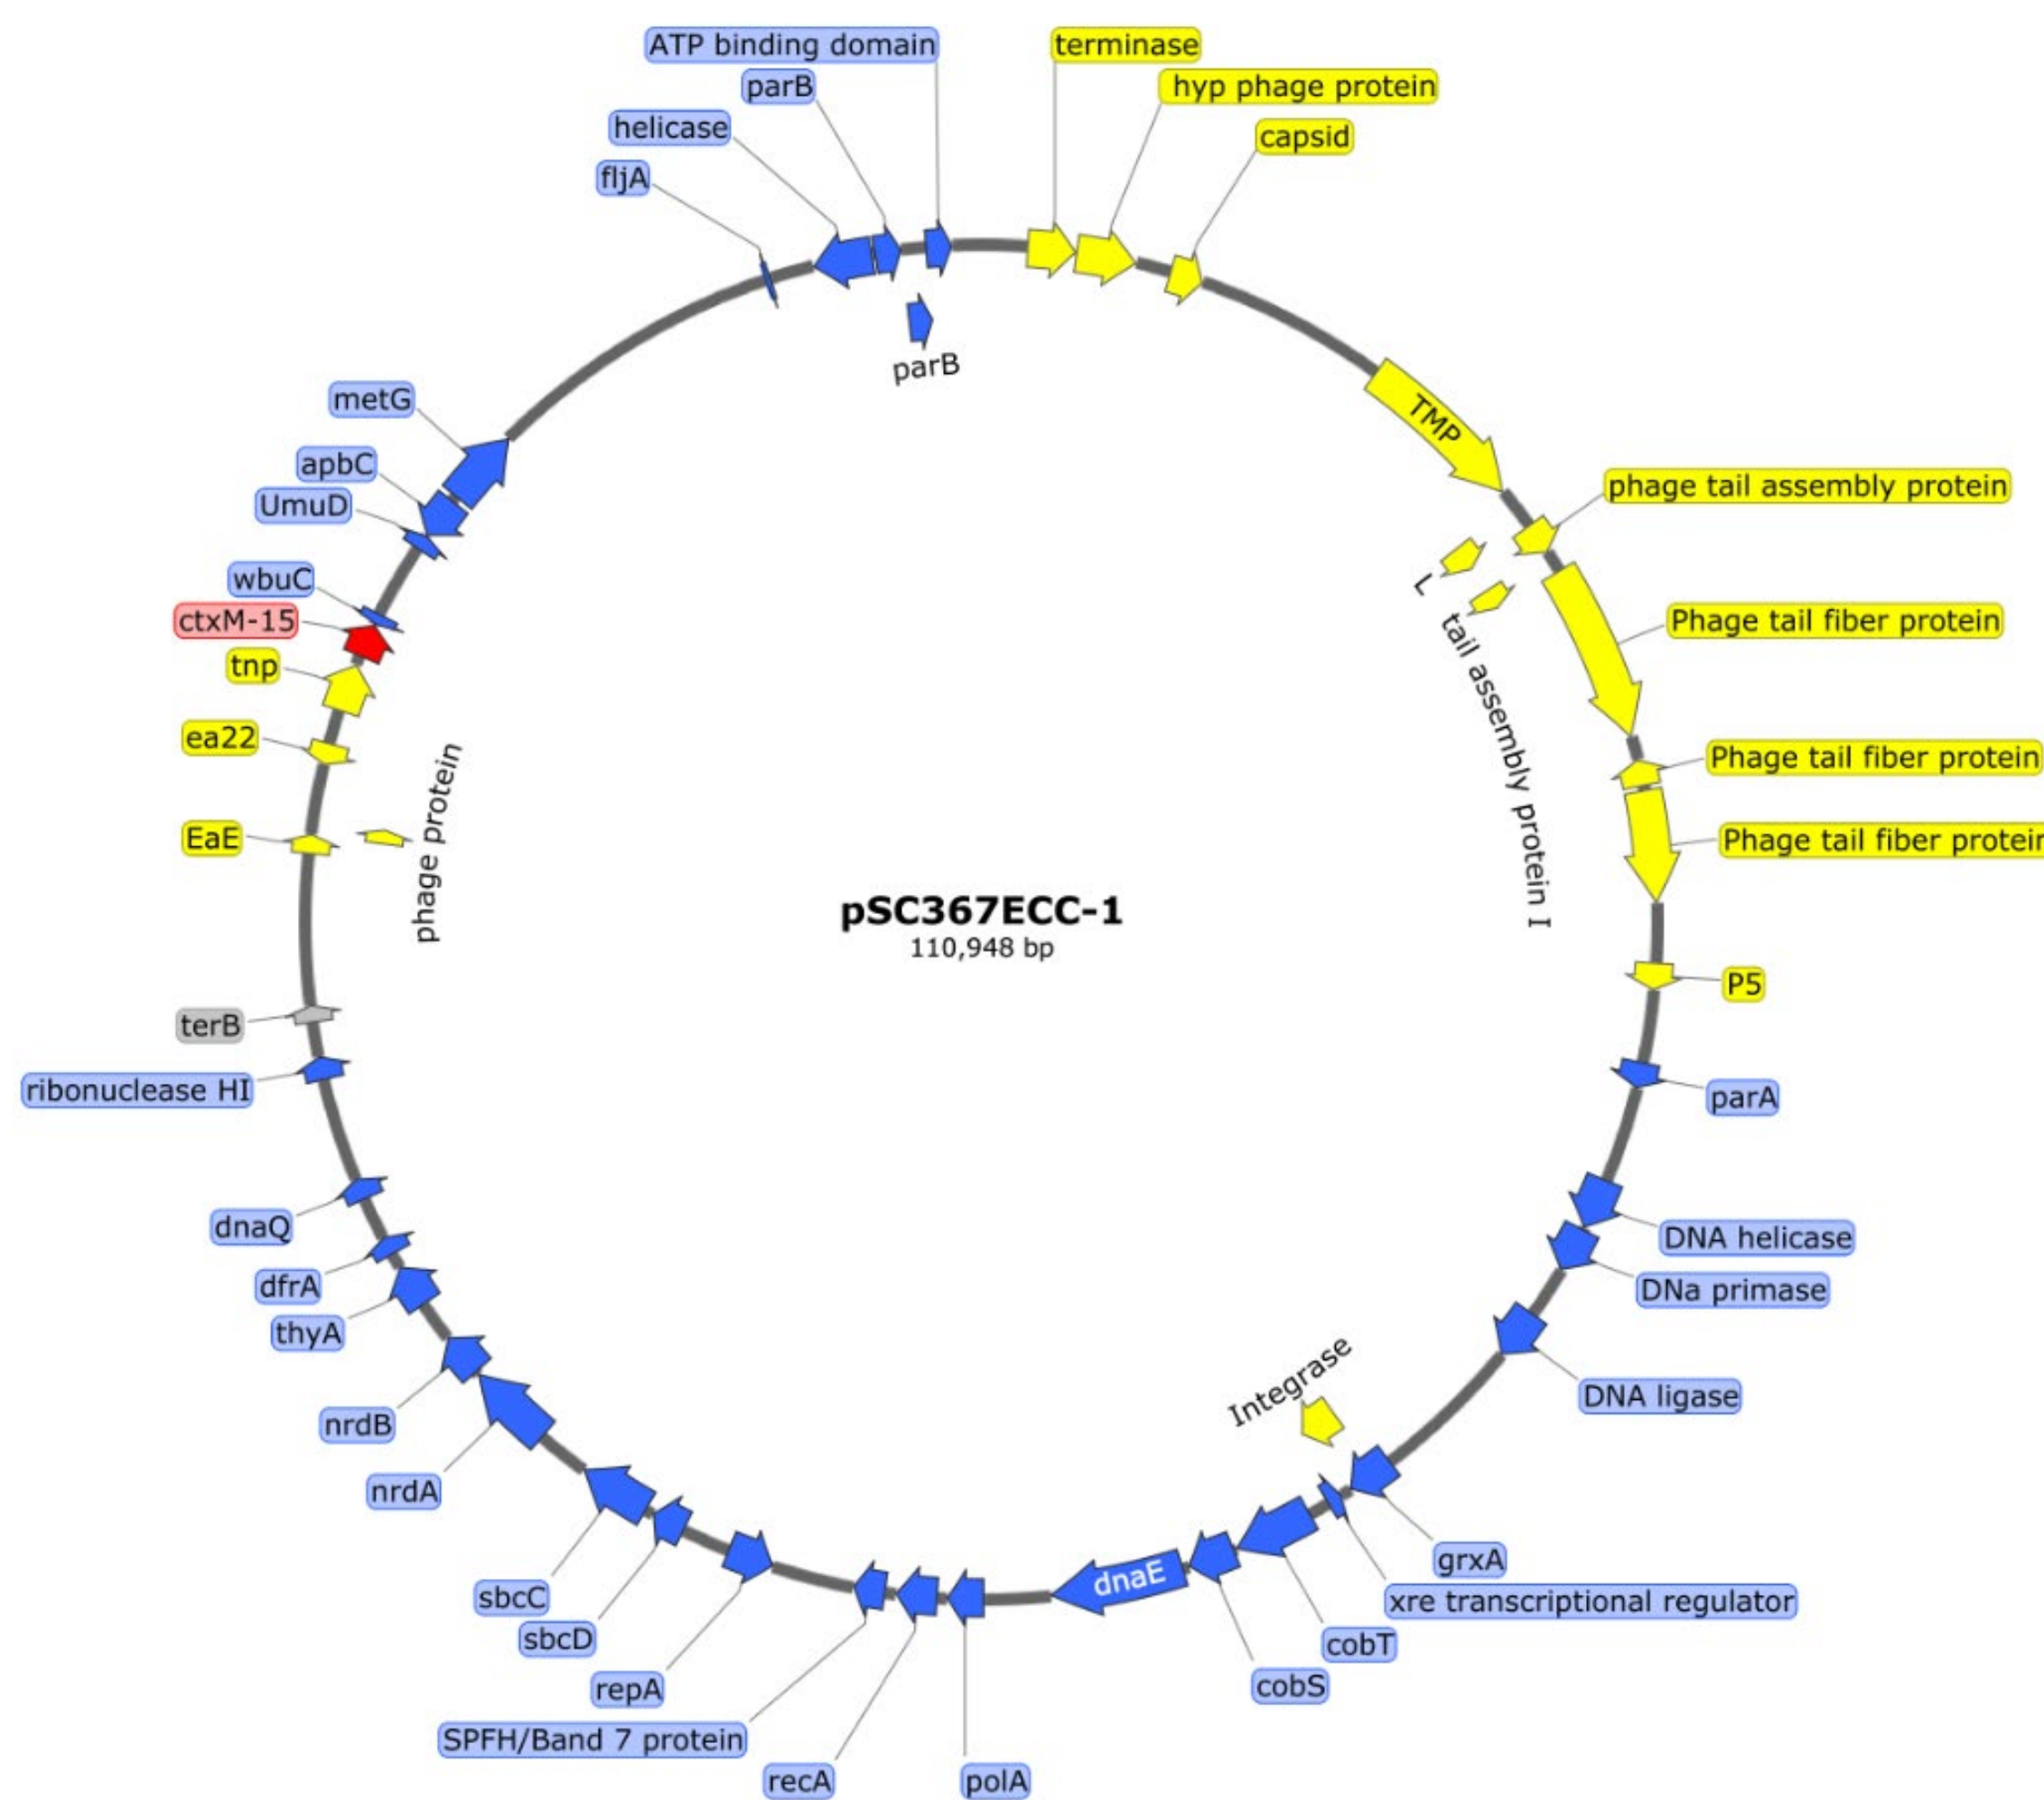 ATP binding domain
terminase
parB
hyp phage protein
helicase
capsid
fljA
parB
TMP
metG
apbC
UmuD
phage tail assembly protein
L
wbuC
ctxM-15
Phage tail fiber protein
tail assembly protein I
tnp
ea22
Phage tail fiber protein
phage protein
EaE
Phage tail fiber protein
pSC367ECC-1
110,948 bp
P5
terB
ribonuclease HI
parA
dnaQ
DNA helicase
dfrA
DNa primase
thyA
Integrase
DNA ligase
nrdB
nrdA
grxA
dnaE
sbcC
xre transcriptional regulator
sbcD
cobT
repA
cobS
SPFH/Band 7 protein
recA
polA